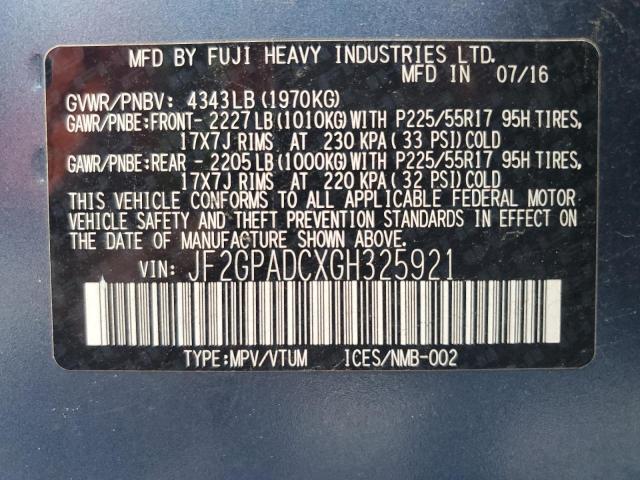 MFD BY FUJI HEAVY INDUSTRIES LTD.
MFD IN 07/16
GVWR/PNBV: 4343LB (1970KG)
GAWR/PNBE:FRONT- 2227LB (1010KG) WITH P225/55R17 95H TIRES,
17X7J RIMS AT 230 KPA (33 PSI) COLD
GAWR/PNBE:REAR - 2205LB (1000KG) WITH P225/55R17 95H TIRES,
17X7J RIMS AT 220 KPA (32 PSI) COLD
THIS VEHICLE CONFORMS TO ALL APPLICABLE FEDERAL MOTOR
VEHICLE SAFETY AND THEFT PREVENTION STANDARDS IN EFFECT ON
THE DATE OF MANUFACTURE SHOWN ABOVE.
VIN: JF2GPADCXGH325921
TYPE:MPV/VTUM ICES/NMB-002